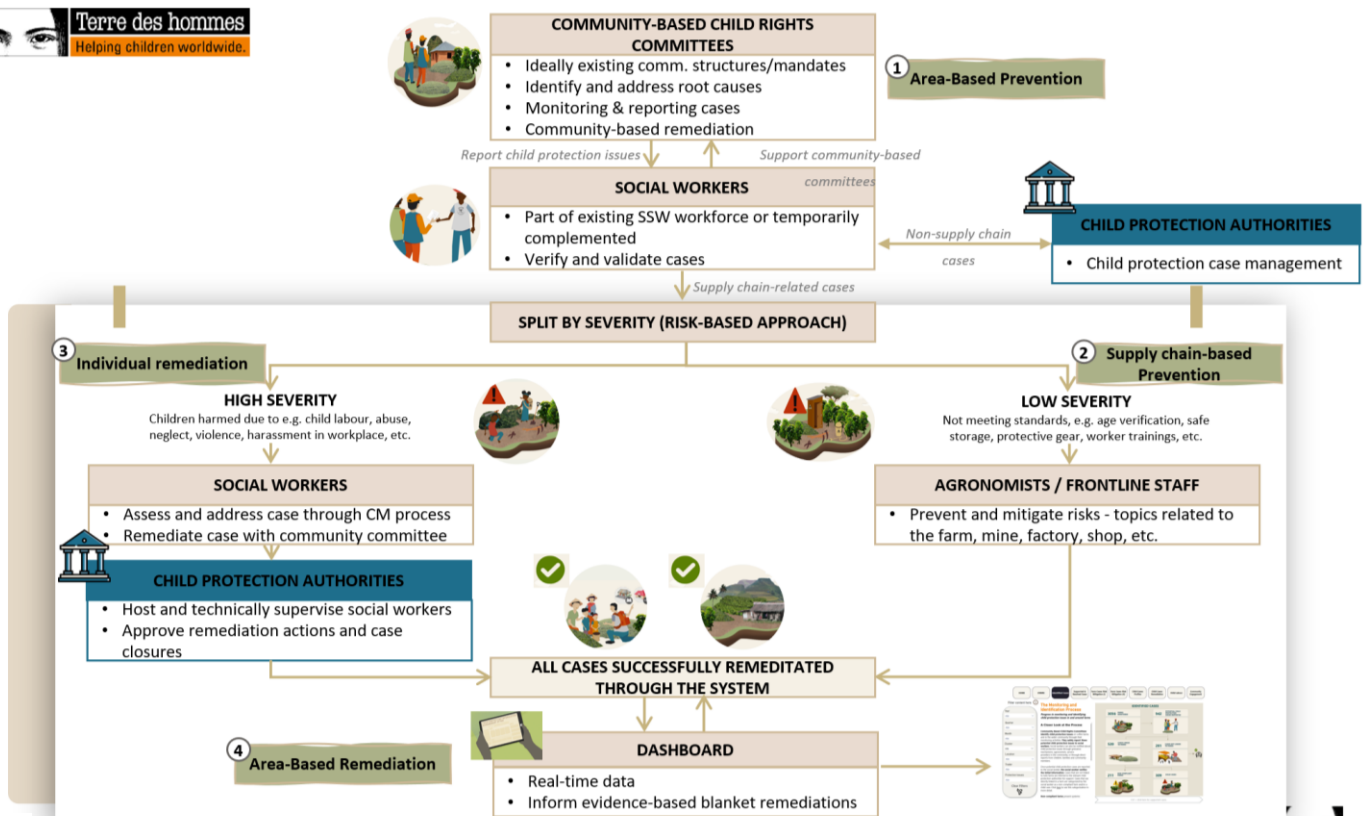 Terre des hommes
Helping children worldwide.
COMMUNITY-BASED CHILD RIGHTS
COMMITTEES
• Ideally existing comm. structures/mandates
• Identify and address root causes
• Monitoring & reporting cases
• Community-based remediation
1
Area-Based Prevention
Report child protection issues
Support community-based
committees
SOCIAL WORKERS
• Part of existing SSW workforce or temporarily
complemented
• Verify and validate cases
Non-supply chain
cases
CHILD PROTECTION AUTHORITIES
• Child protection case management
Supply chain-related cases
SPLIT BY SEVERITY (RISK-BASED APPROACH)
3
Individual remediation
2
Supply chain-based
Prevention
HIGH SEVERITY
Children harmed due to e.g. child labour, abuse,
neglect, violence, harassment in workplace, etc.
LOW SEVERITY
Not meeting standards, e.g. age verification, safe
storage, protective gear, worker trainings, etc.
SOCIAL WORKERS
• Assess and address case through CM process
• Remediate case with community committee
AGRONOMISTS / FRONTLINE STAFF
• Prevent and mitigate risks - topics related to
the farm, mine, factory, shop, etc.
CHILD PROTECTION AUTHORITIES
• Host and technically supervise social workers
• Approve remediation actions and case
closures
ALL CASES SUCCESSFULLY REMEDITATED
THROUGH THE SYSTEM
4
Area-Based Remediation
DASHBOARD
• Real-time data
• Inform evidence-based blanket remediations
The Monitoring and
Identification Process